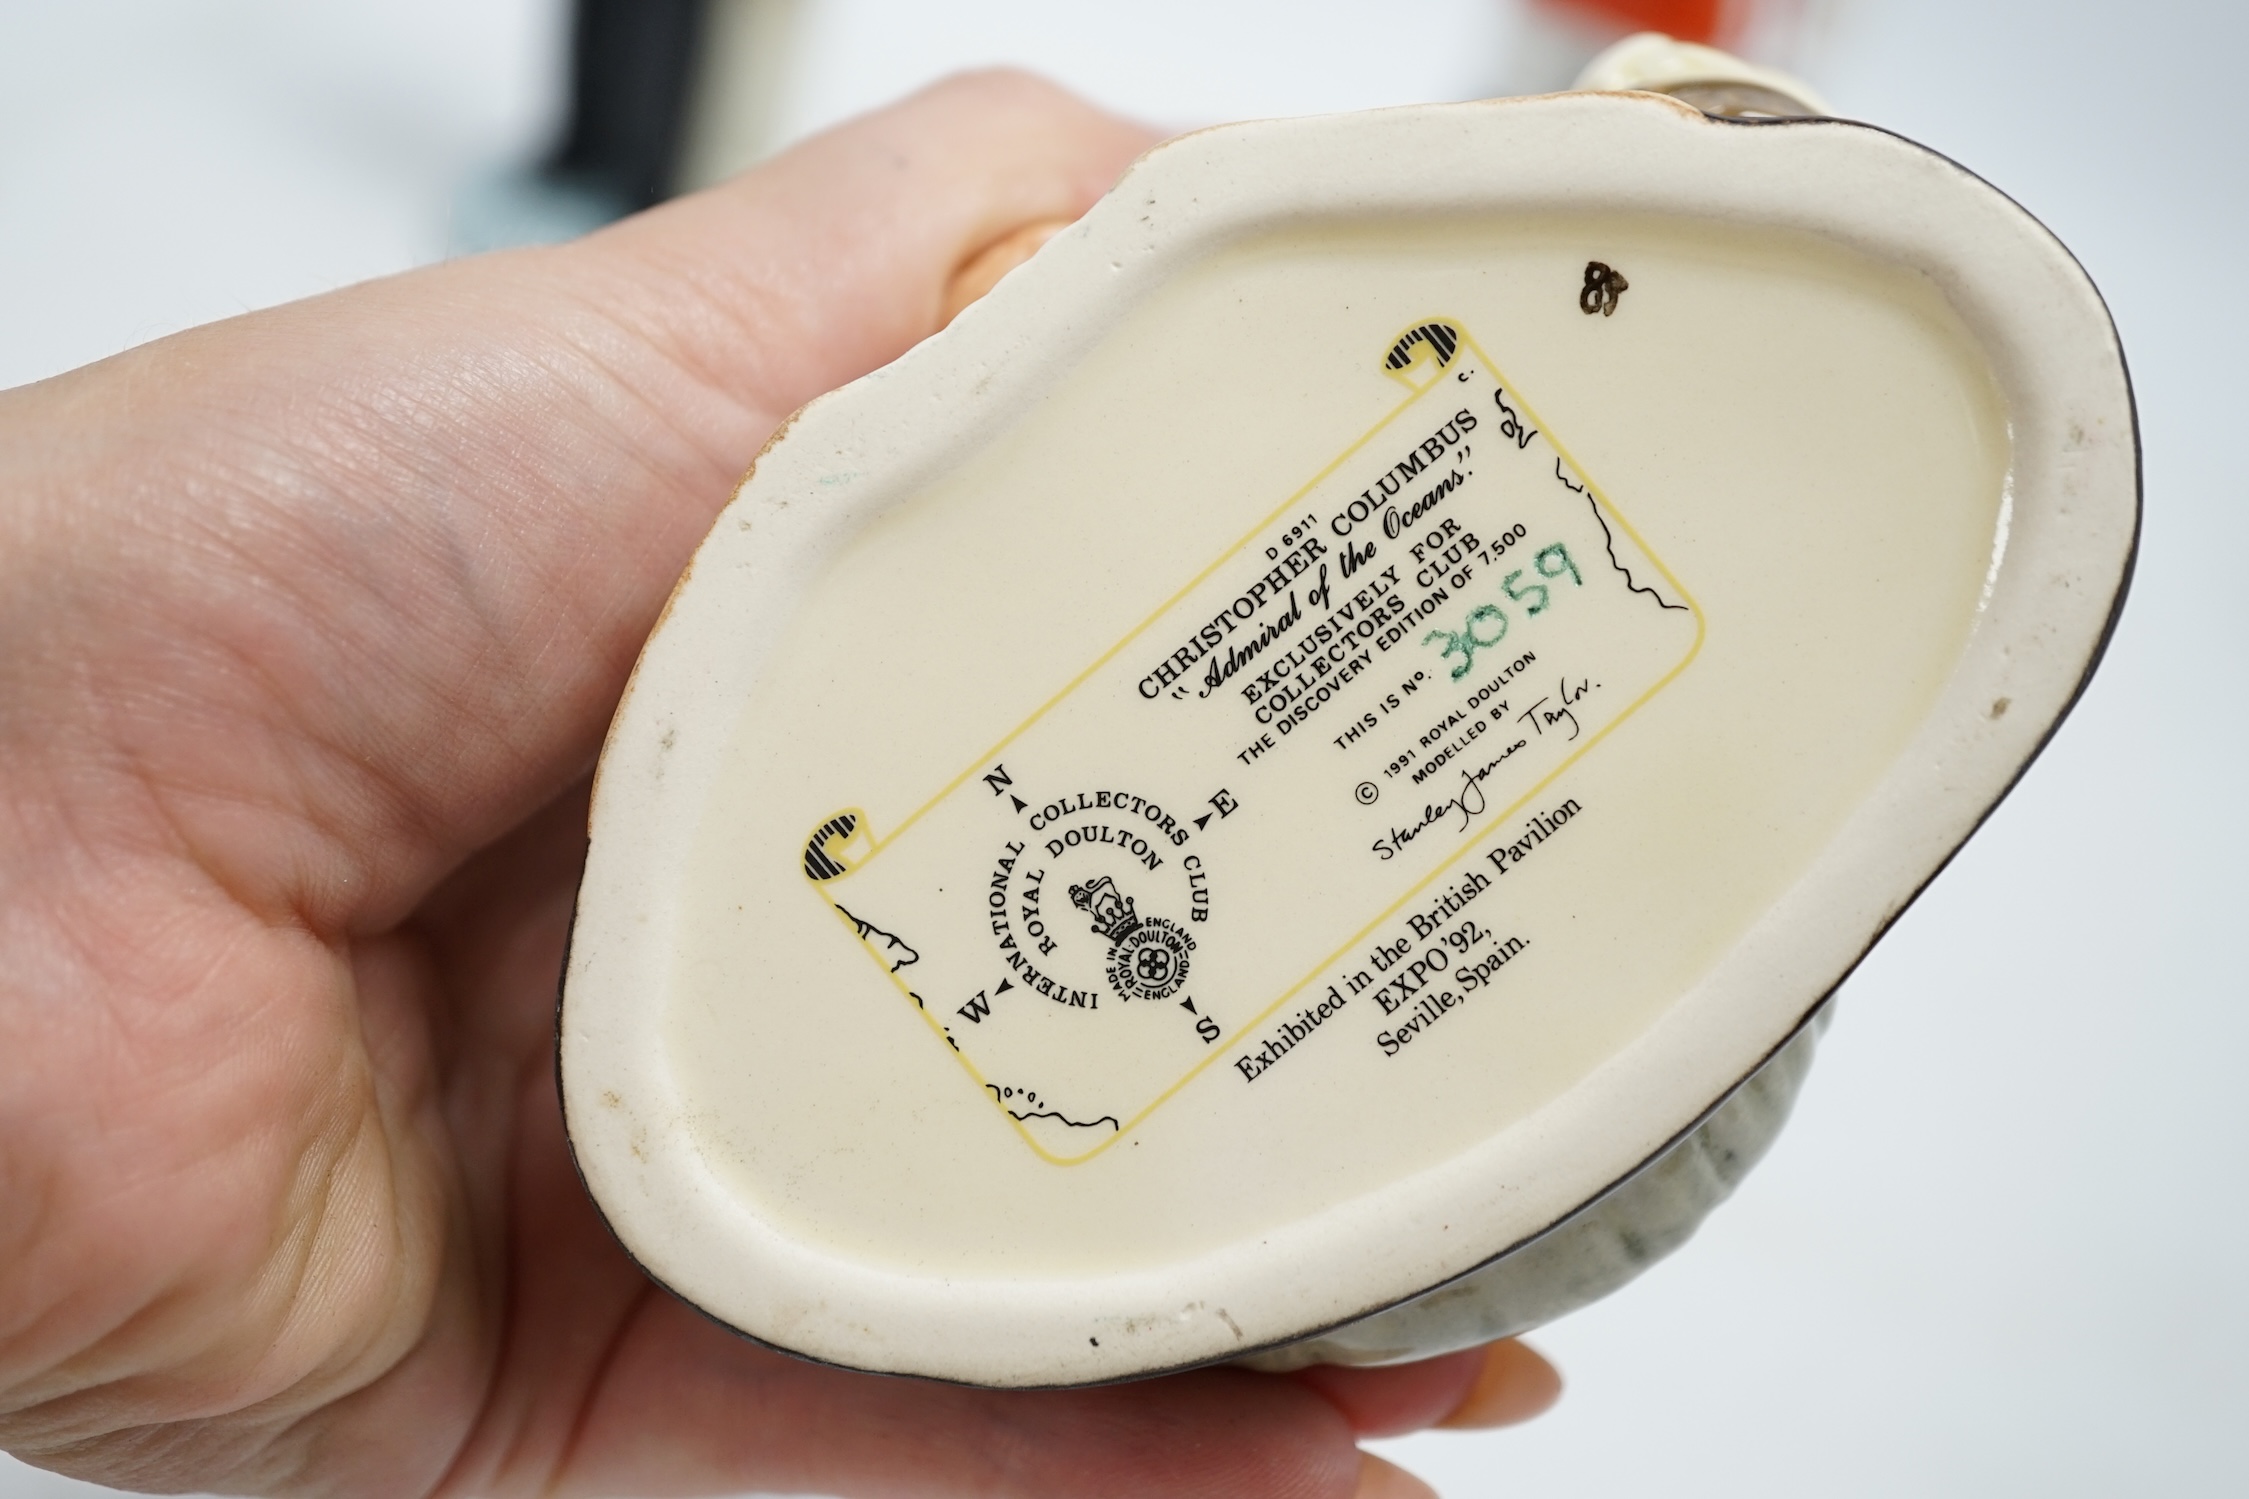 D 6911
CHRISTOPHER COLUMBUS
"Admiral of the Oceans."
EXCLUSIVELY FOR
COLLECTORS CLUB
THE DISCOVERY EDITION OF 7,500
THIS IS Nº. 3059
© 1991 ROYAL DOULTON
MODELLED BY
Stanley James Taylor.
N
E
S
W
INTERNATIONAL COLLECTORS CLUB
ROYAL DOULTON
MADE IN ENGLAND
ROYAL DOULTON
ENGLAND
Exhibited in the British Pavilion
EXPO'92,
Seville, Spain.